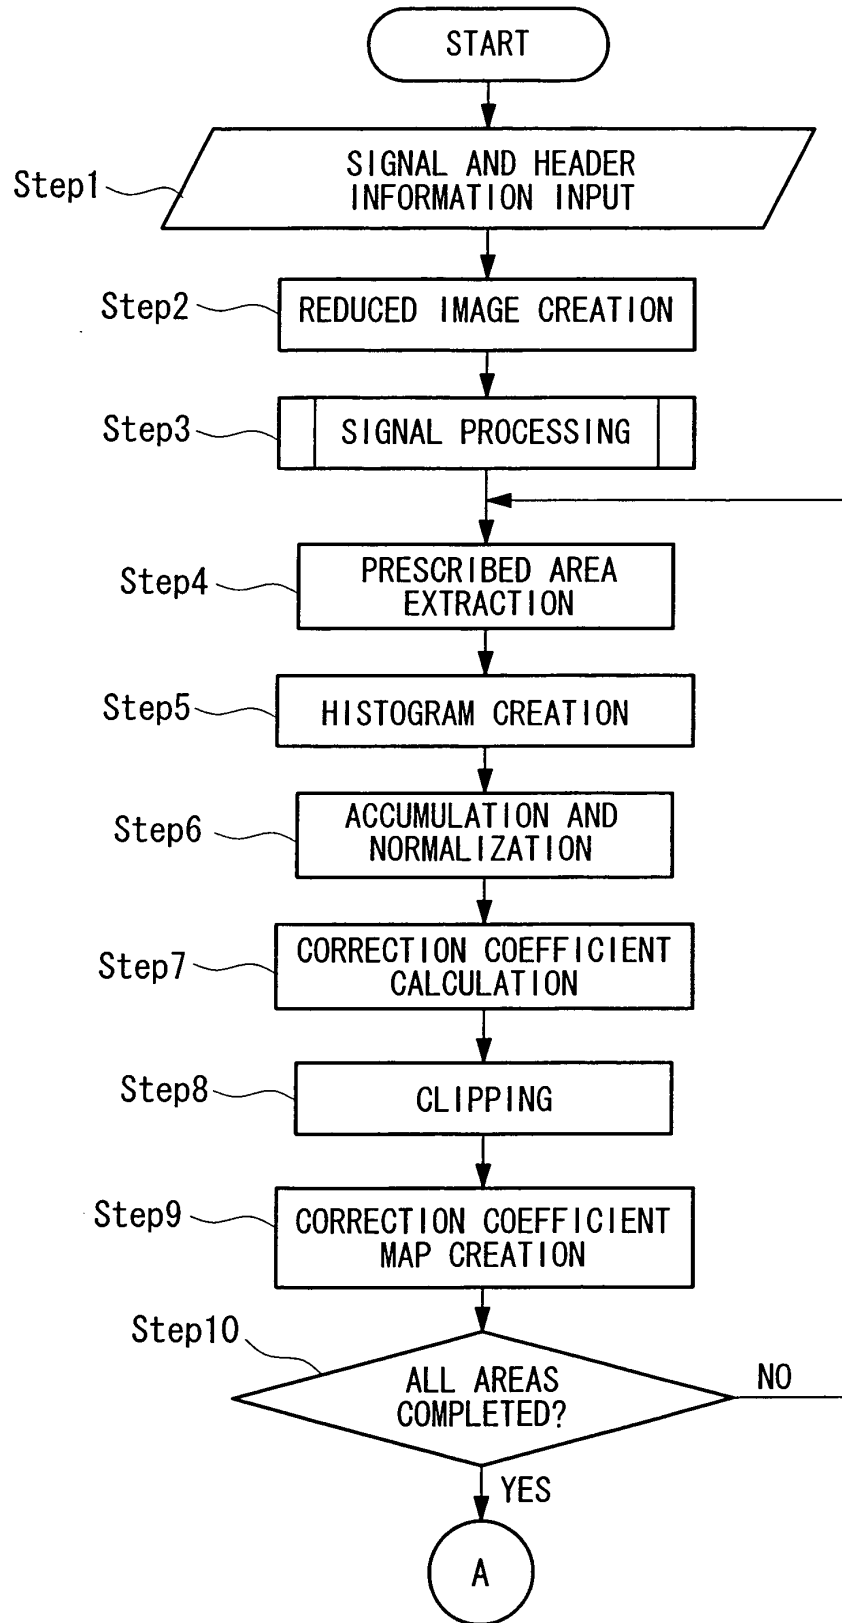 START
Step1
SIGNAL AND HEADER
INFORMATION INPUT
Step2
REDUCED IMAGE CREATION
Step3
SIGNAL PROCESSING
Step4
PRESCRIBED AREA
EXTRACTION
Step5
HISTOGRAM CREATION
Step6
ACCUMULATION AND
NORMALIZATION
Step7
CORRECTION COEFFICIENT
CALCULATION
Step8
CLIPPING
Step9
CORRECTION COEFFICIENT
MAP CREATION
Step10
ALL AREAS
COMPLETED?
NO
YES
A